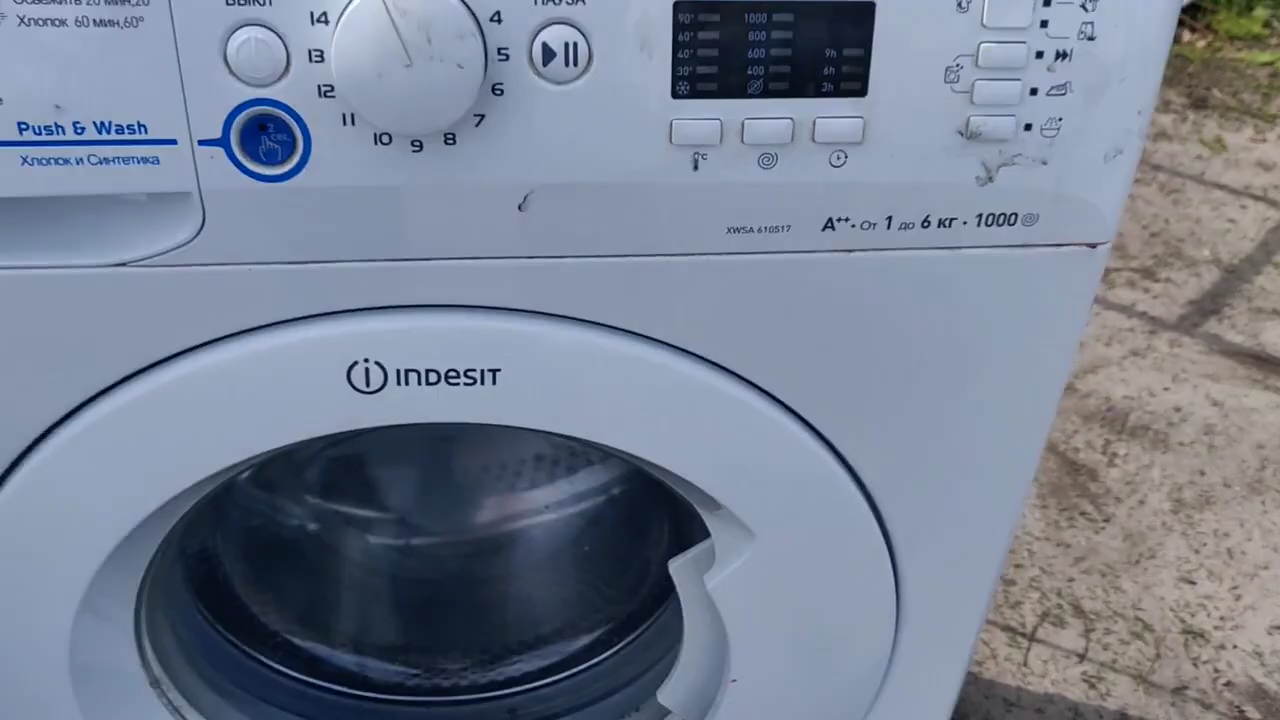 Освежить 20 мин,20°
Хлопок 60 мин,60°
Push & Wash
Хлопок и Синтетика
ВЫКЛ
2
сек.
14
13
12
11
10
9
8
7
6
5
4
ПАУЗА
90°
60°
40°
30°
1000
800
600
400
9h
6h
3h
°C
XWSA 610517
A++· От 1 до 6 кг · 1000
INDESIT